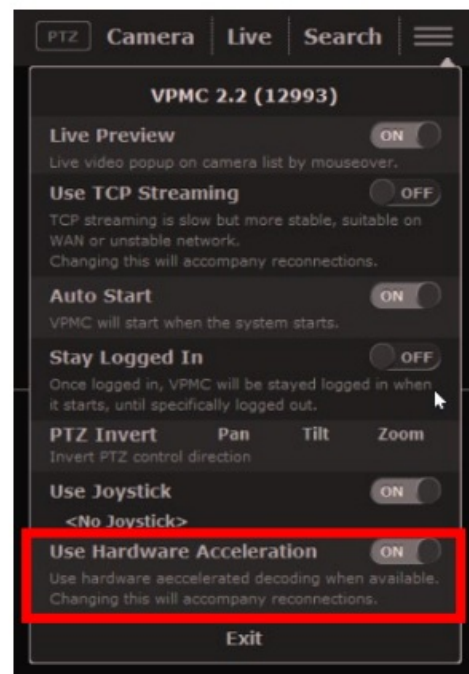 PTZ Camera Live Search
VPMC 2.2 (12993)
Live Preview ON
Live video popup on camera list by mouseover.
Use TCP Streaming OFF
TCP streaming is slow but more stable, suitable on
WAN or unstable network.
Changing this will accompany reconnections.
Auto Start ON
VPMC will start when the system starts.
Stay Logged In OFF
Once logged in, VPMC will be stayed logged in when
it starts, until specifically logged out.
PTZ Invert Pan Tilt Zoom
Invert PTZ control direction
Use Joystick ON
<No Joystick>
Use Hardware Acceleration ON
Use hardware aeccelerated decoding when available.
Changing this will accompany reconnections.
Exit